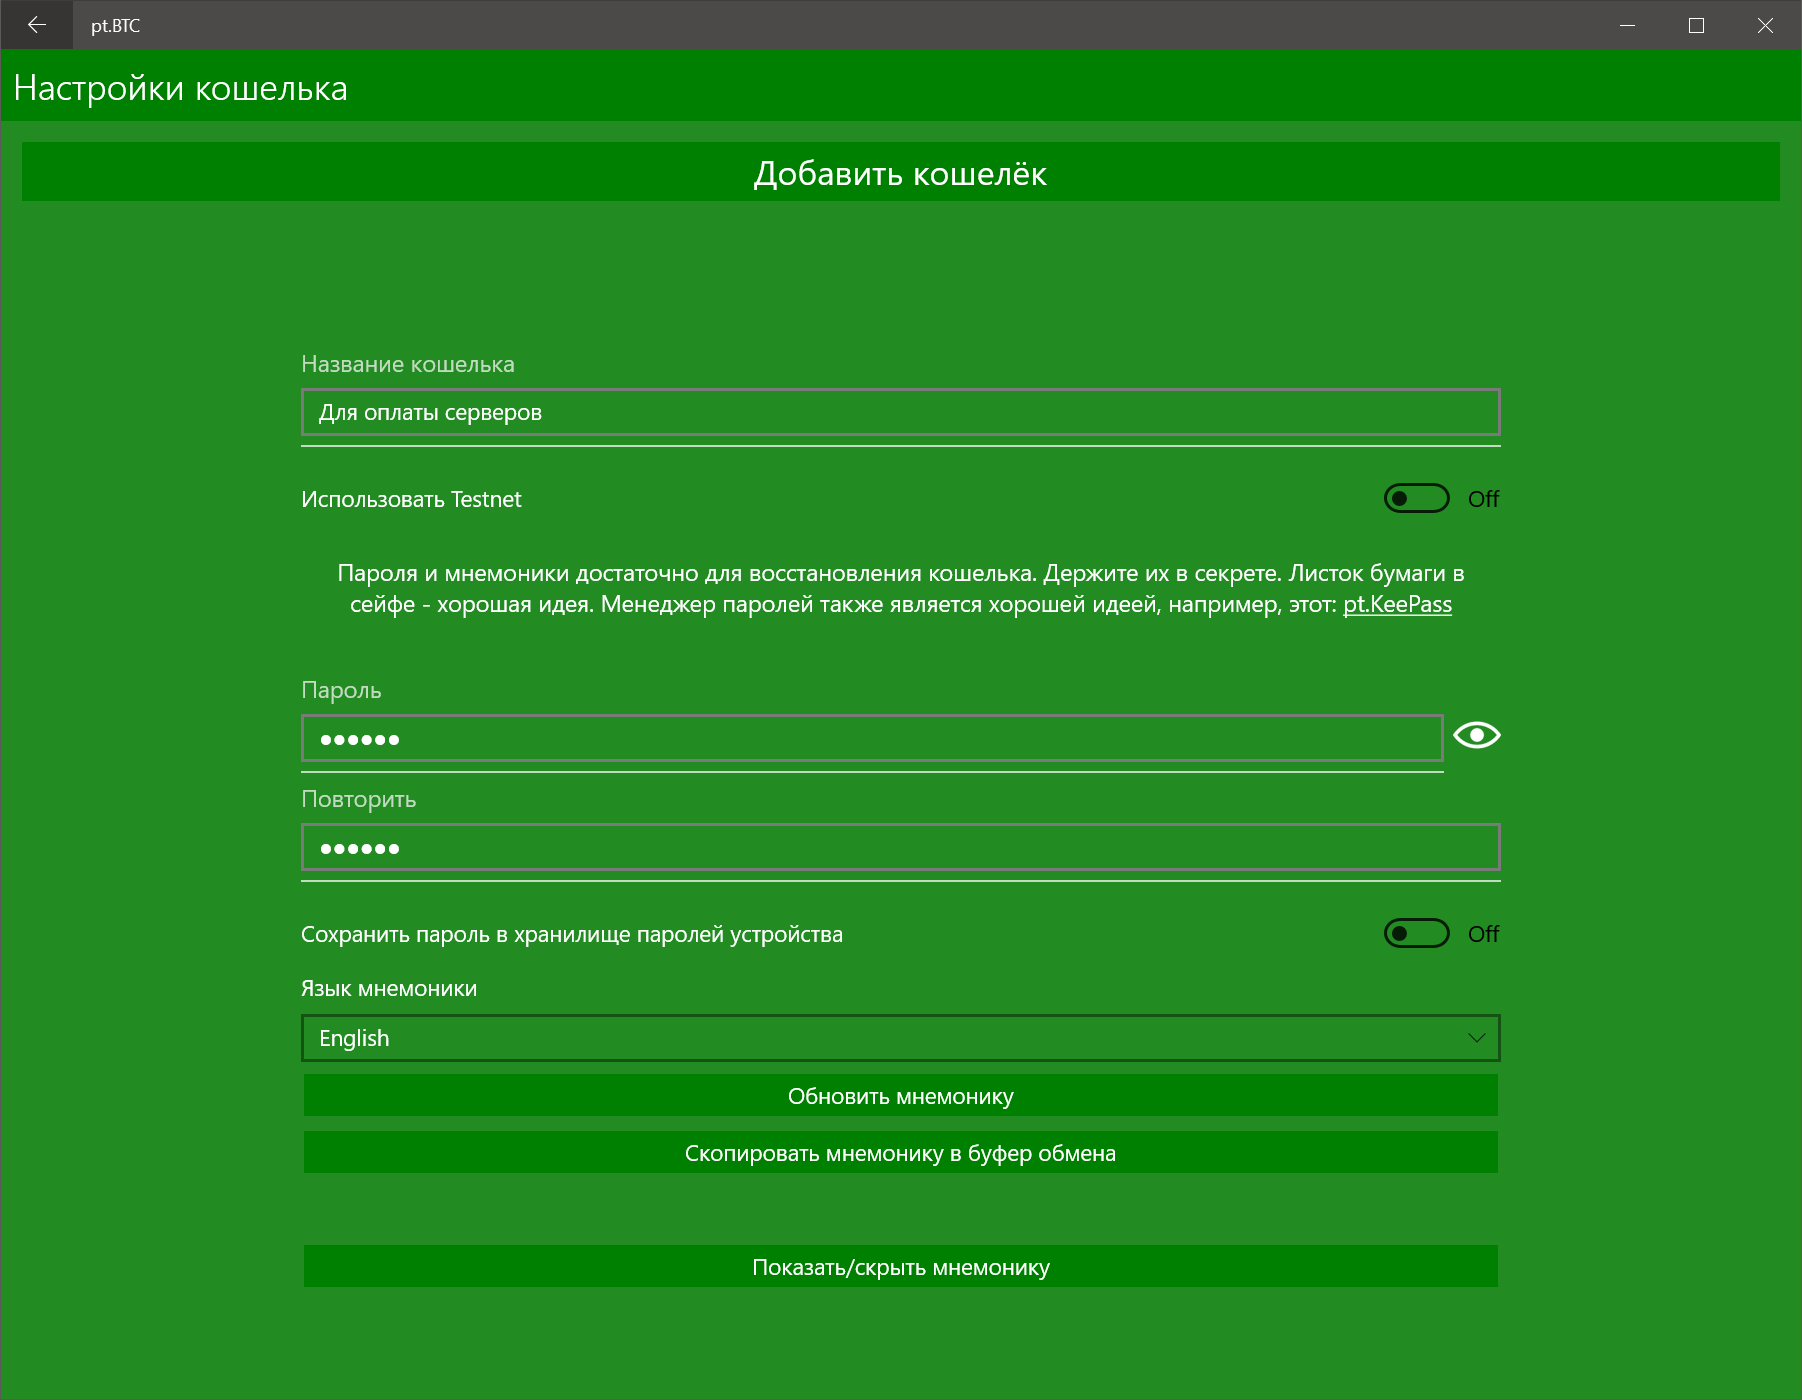 pt.BTC
Настройки кошелька
Добавить кошелёк
Название кошелька
Для оплаты серверов
Использовать Testnet
Off
Пароля и мнемоники достаточно для восстановления кошелька. Держите их в секрете. Листок бумаги в
сейфе - хорошая идея. Менеджер паролей также является хорошей идеей, например, этот: pt.KeePass
Пароль
●●●●●●
Повторить
●●●●●●
Сохранить пароль в хранилище паролей устройства
Off
Язык мнемоники
English
Обновить мнемонику
Скопировать мнемонику в буфер обмена
Показать/скрыть мнемонику